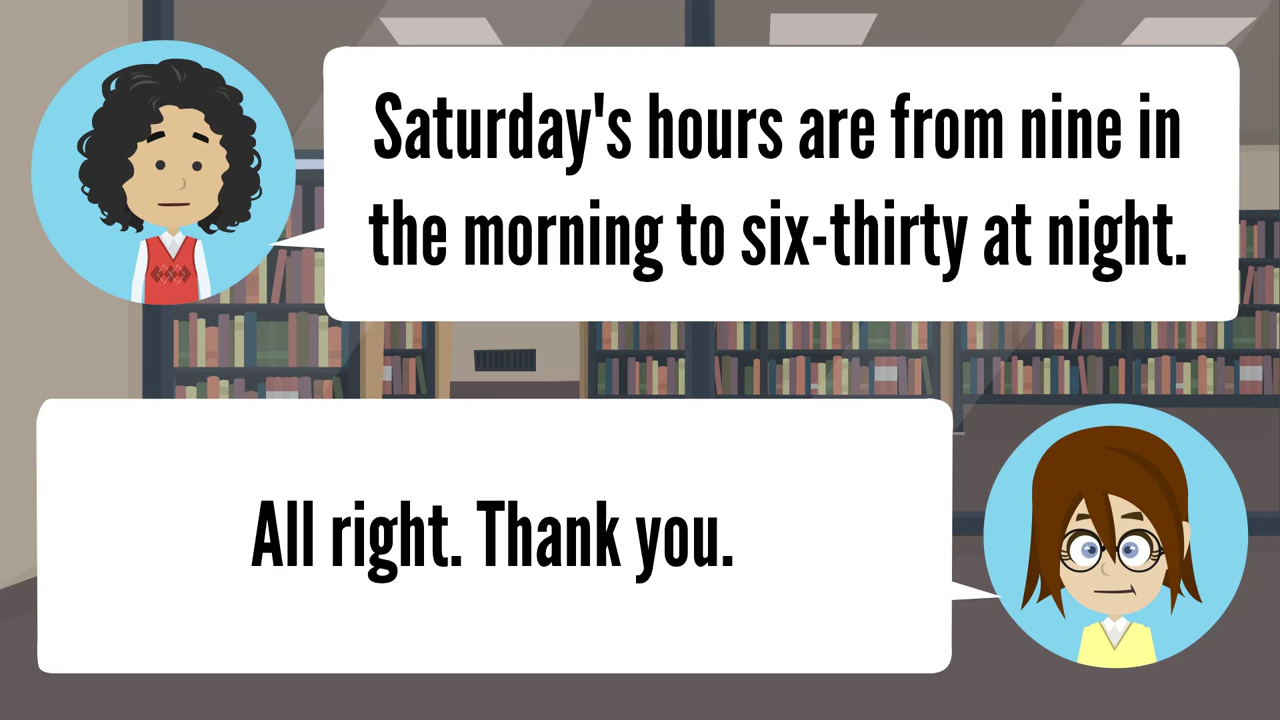 Saturday's hours are from nine in
the morning to six-thirty at night.
All right. Thank you.